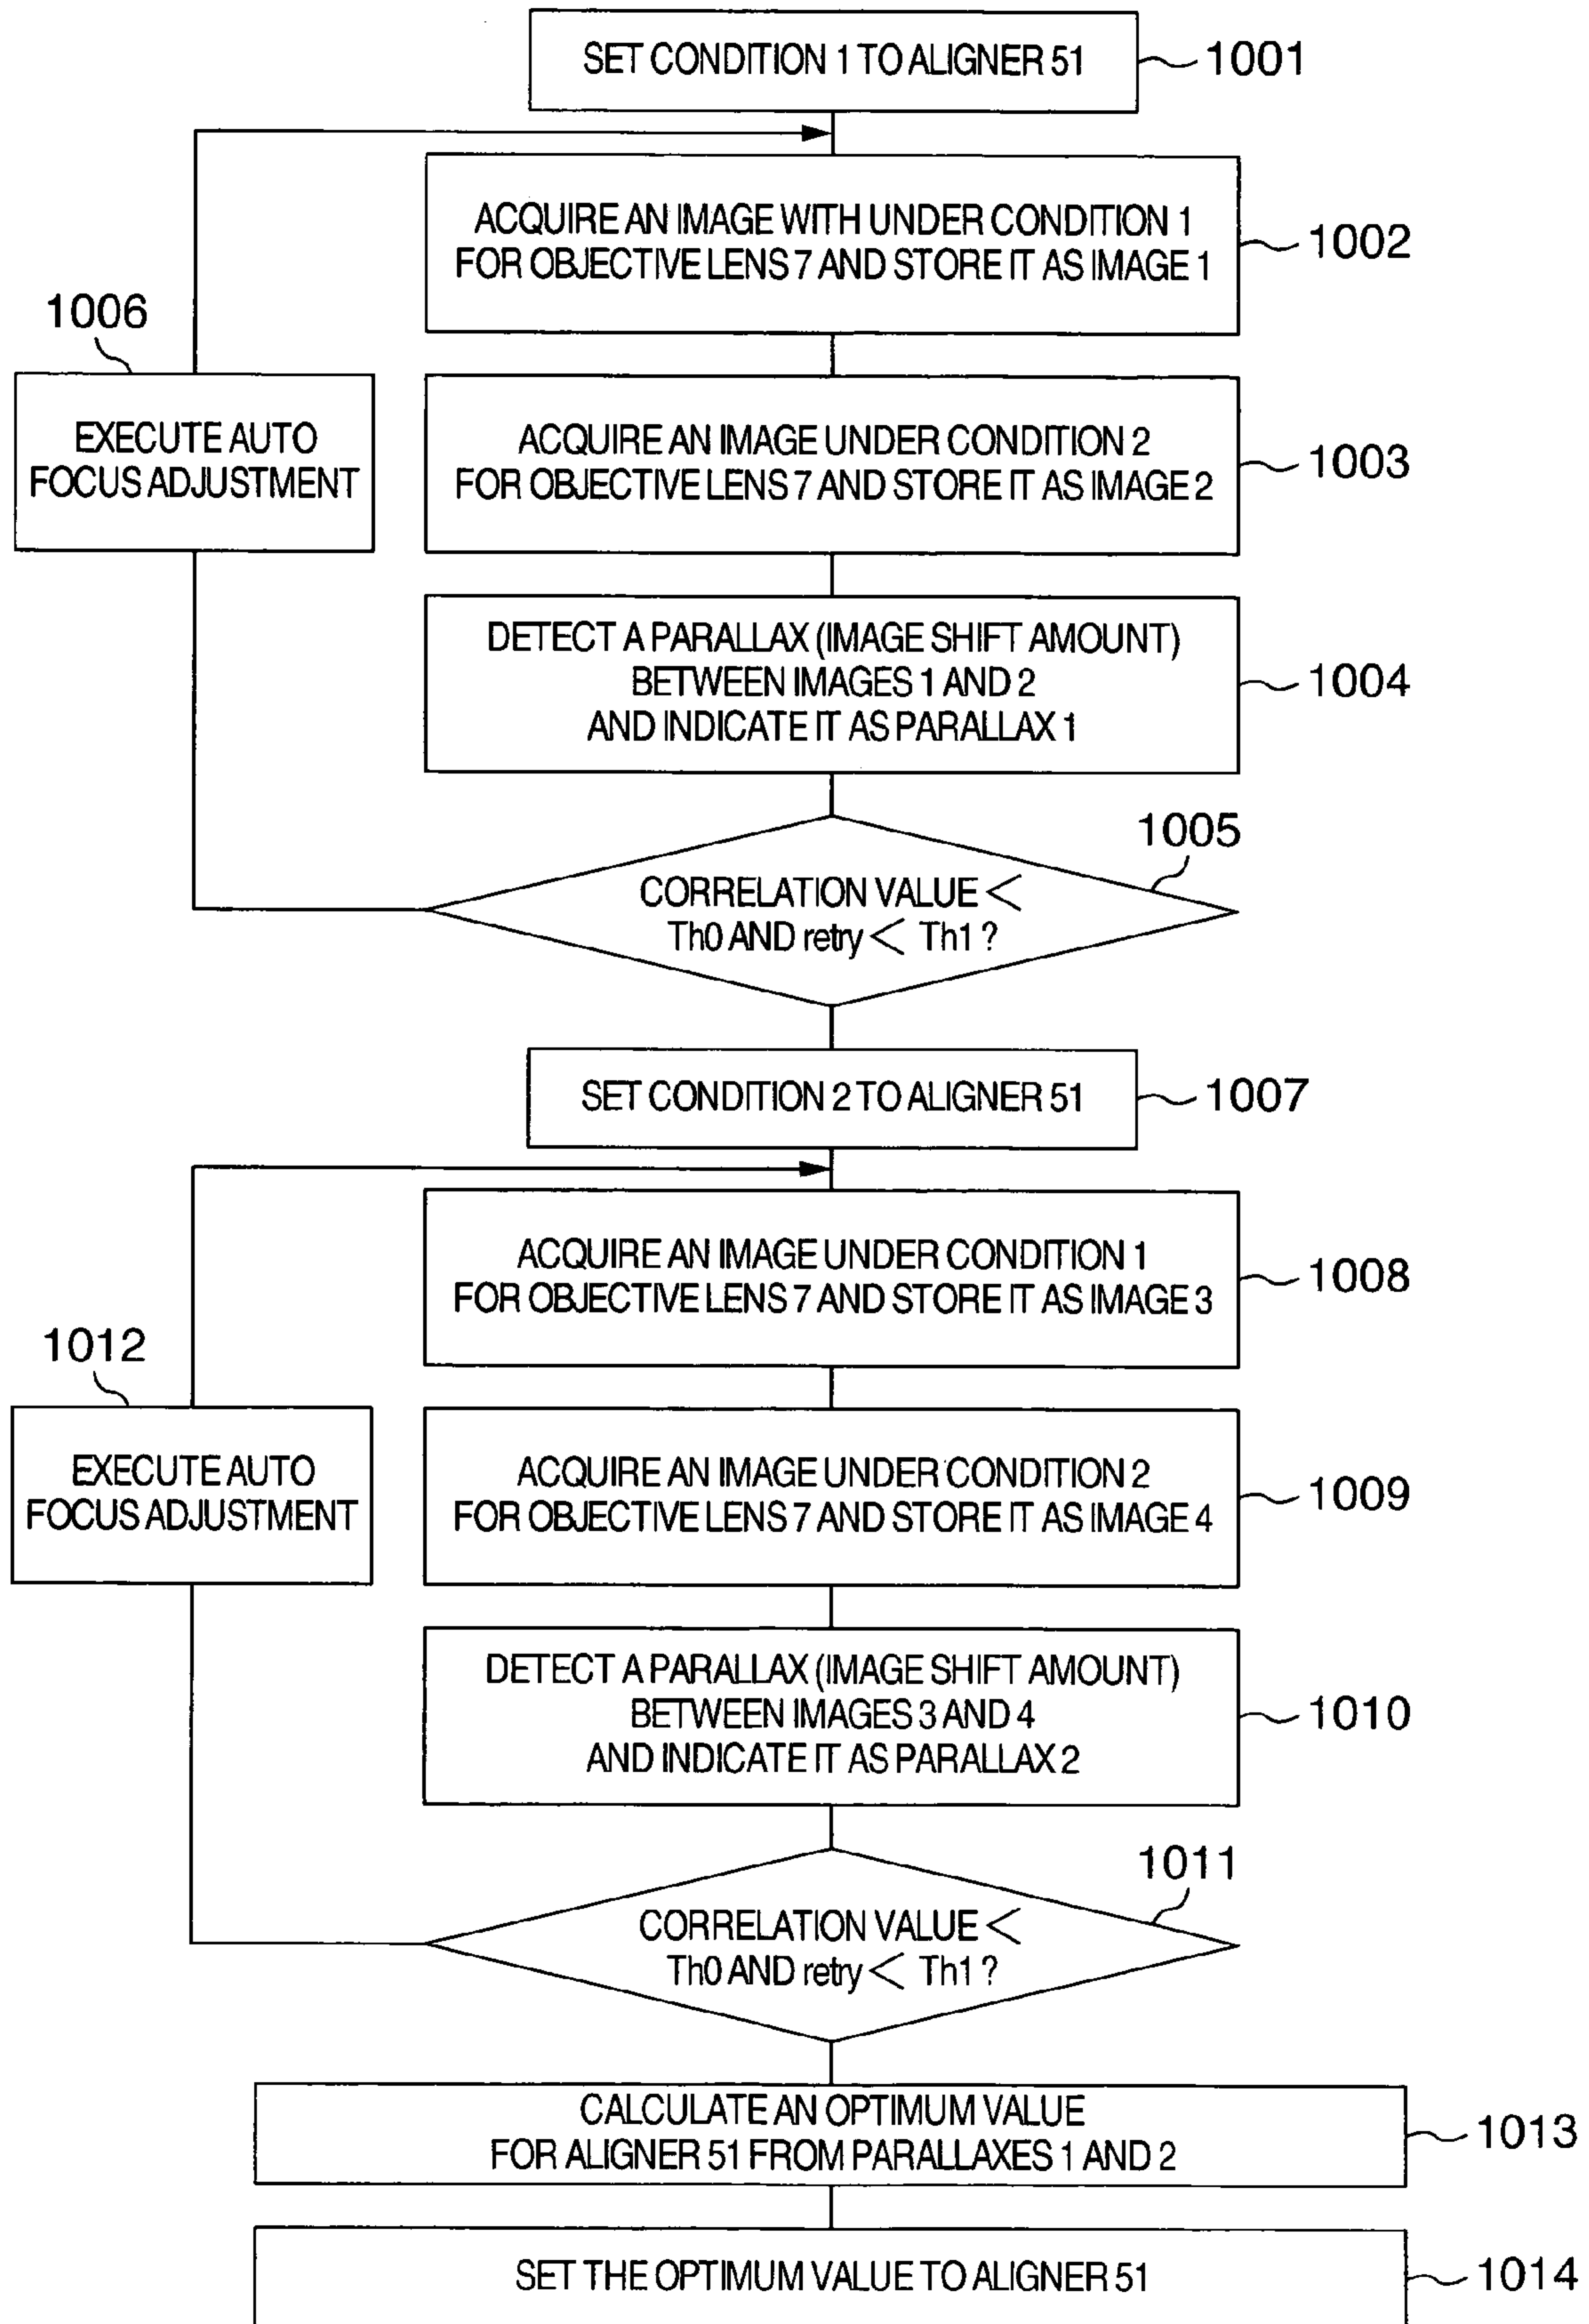 SET CONDITION 1 TO ALIGNER 51
1001
ACQUIRE AN IMAGE WITH UNDER CONDITION 1
FOR OBJECTIVE LENS 7 AND STORE IT AS IMAGE 1
1002
1006
EXECUTE AUTO
FOCUS ADJUSTMENT
ACQUIRE AN IMAGE UNDER CONDITION 2
FOR OBJECTIVE LENS 7 AND STORE IT AS IMAGE 2
1003
DETECT A PARALLAX (IMAGE SHIFT AMOUNT)
BETWEEN IMAGES 1 AND 2
AND INDICATE IT AS PARALLAX 1
1004
1005
CORRELATION VALUE <
Th0 AND retry < Th1 ?
SET CONDITION 2 TO ALIGNER 51
1007
ACQUIRE AN IMAGE UNDER CONDITION 1
FOR OBJECTIVE LENS 7 AND STORE IT AS IMAGE 3
1008
1012
EXECUTE AUTO
FOCUS ADJUSTMENT
ACQUIRE AN IMAGE UNDER CONDITION 2
FOR OBJECTIVE LENS 7 AND STORE IT AS IMAGE 4
1009
DETECT A PARALLAX (IMAGE SHIFT AMOUNT)
BETWEEN IMAGES 3 AND 4
AND INDICATE IT AS PARALLAX 2
1010
1011
CORRELATION VALUE <
Th0 AND retry < Th1 ?
CALCULATE AN OPTIMUM VALUE
FOR ALIGNER 51 FROM PARALLAXES 1 AND 2
1013
SET THE OPTIMUM VALUE TO ALIGNER 51
1014